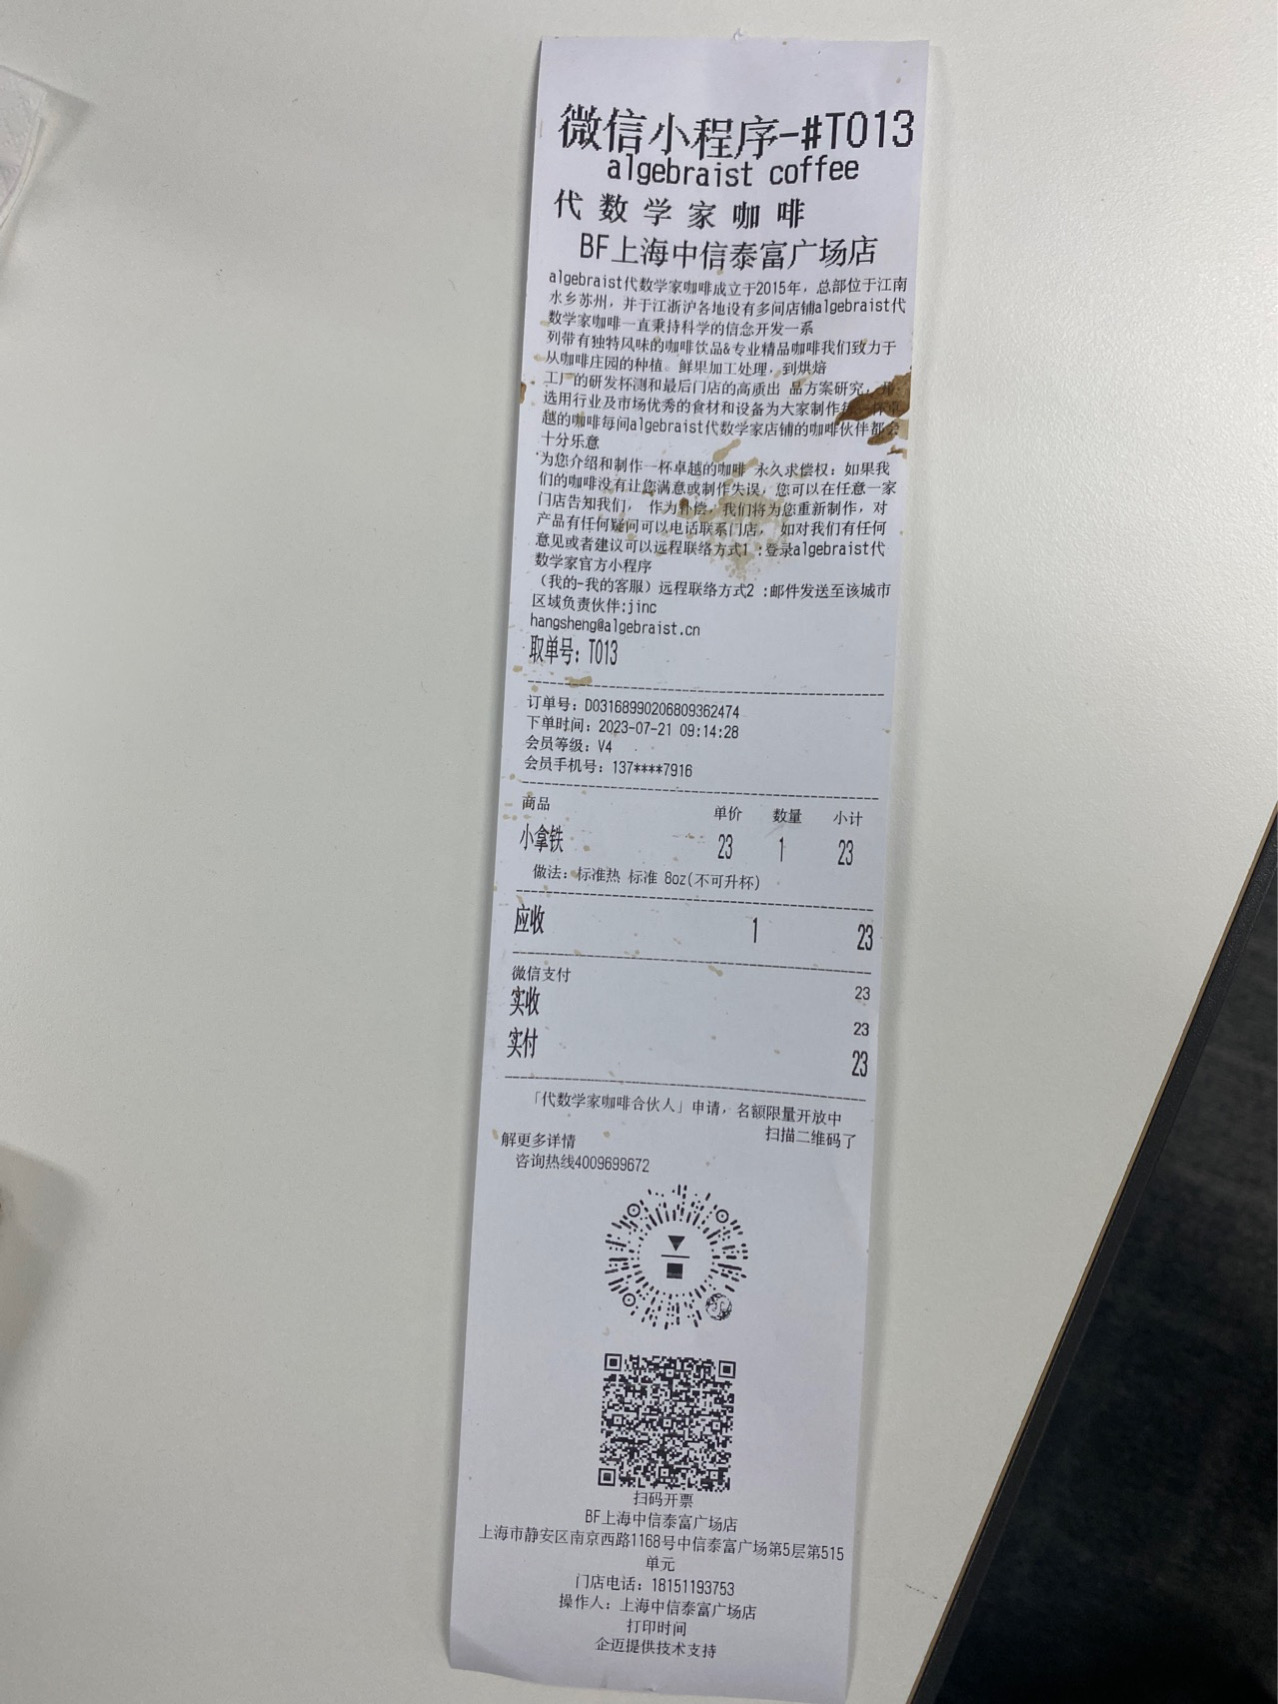 微信小程序-#T013
algebraist coffee
代数学家咖啡
BF上海中信泰富广场店
algebraist代数学家咖啡成立于2015年，总部位于江南
水乡苏州，并于江浙沪各地设有多间店铺algebraist代
数学家咖啡一直秉持科学的信念开发一系
列带有独特风味的咖啡饮品&专业精品咖啡我们致力于
从咖啡庄园的种植。鲜果加工处理，到烘焙
工厂的研发杯测和最后门店的高质出 品方案研究，
选用行业及市场优秀的食材和设备为大家制作
越的咖啡每间algebraist代数学家店铺的咖啡伙伴都会
十分乐意
为您介绍和制作一杯卓越的咖啡 永久求偿权：如果我
们的咖啡没有让您满意或制作失误，您可以在任意一家
门店告知我们， 作为补偿，我们将为您重新制作，对
产品有任何疑问可以电话联系门店， 如对我们有任何
意见或者建议可以远程联络方式1 :登录algebraist代
数学家官方小程序
（我的-我的客服）远程联络方式2 :邮件发送至该城市
区域负责伙伴:jinc
hangsheng@algebraist.cn
取单号：T013
订单号：D03168990206809362474
下单时间：2023-07-21 09:14:28
会员等级：V4
会员手机号：137****7916
商品 单价 数量 小计
小拿铁 23 1 23
做法：标准热 标准 8oz(不可升杯)
应收 1 23
微信支付 23
实收 23
实付 23
「代数学家咖啡合伙人」申请，名额限量开放中
扫描二维码了
解更多详情
咨询热线4009699672
扫码开票
BF上海中信泰富广场店
上海市静安区南京西路1168号中信泰富广场第5层第515
单元
门店电话：18151193753
操作人：上海中信泰富广场店
打印时间
企迈提供技术支持